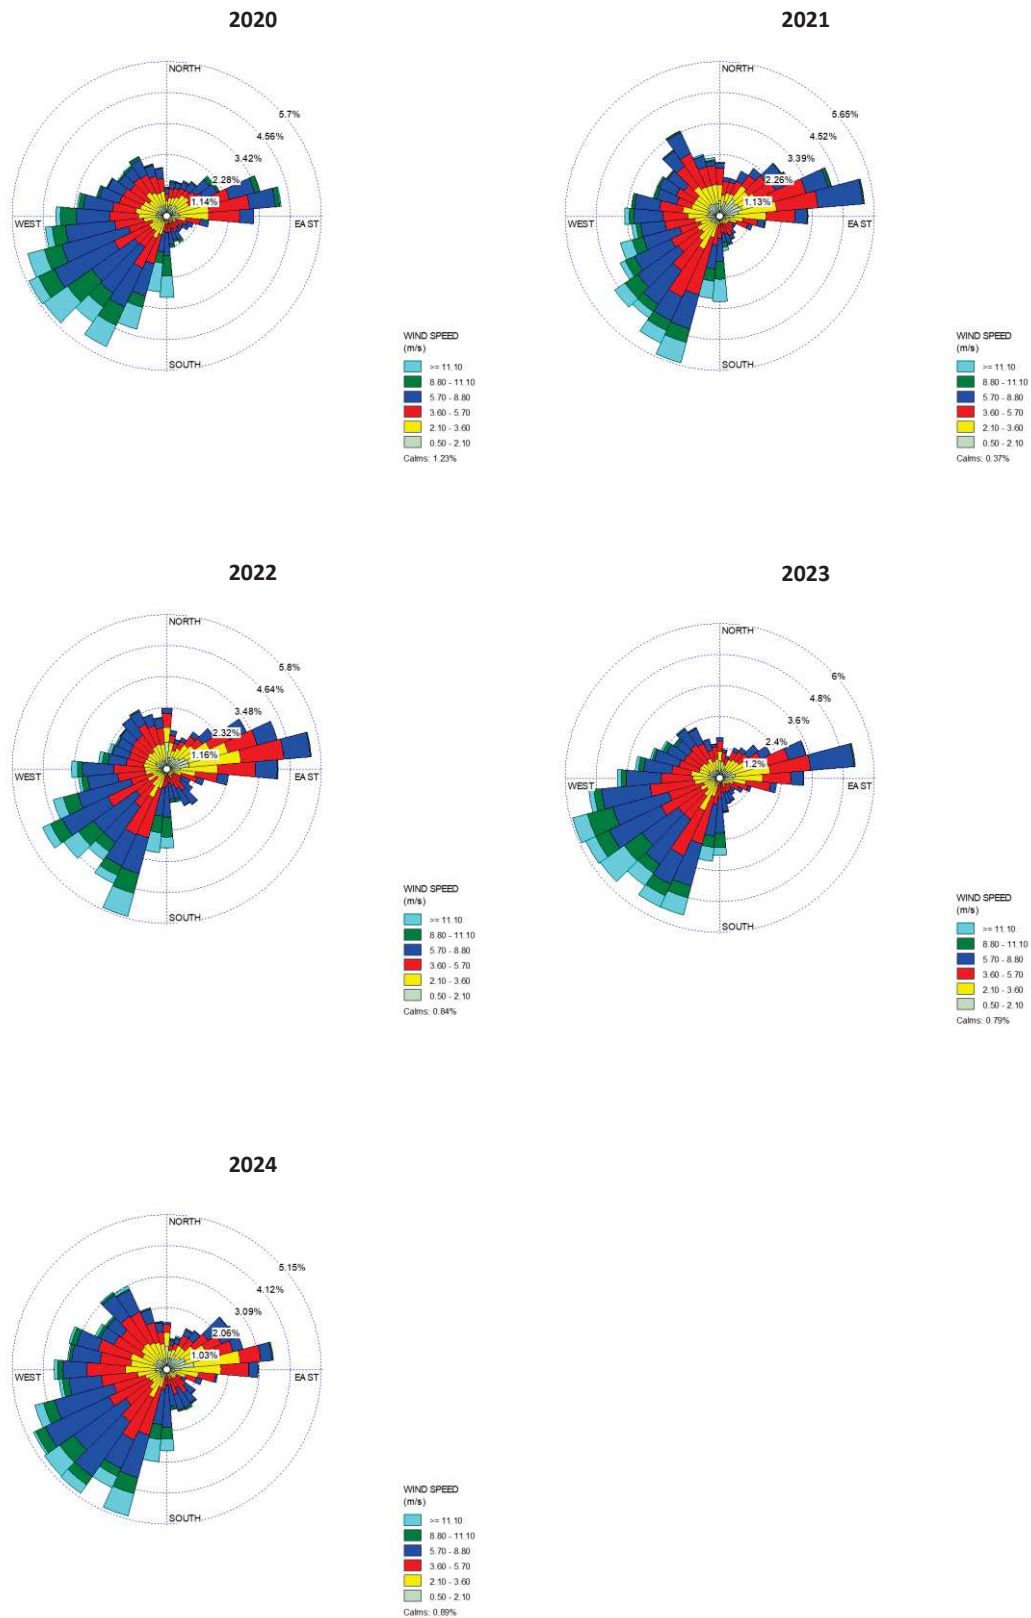 2020
NORTH
5.7%
4.56%
3.42%
2.28%
1.14%
WEST
EAST
SOUTH
WIND SPEED
(m/s)
>= 11.10
8.80 - 11.10
5.70 - 8.80
3.60 - 5.70
2.10 - 3.60
0.50 - 2.10
Calms: 1.23%
2021
NORTH
5.65%
4.52%
3.39%
2.26%
1.13%
WEST
EAST
SOUTH
WIND SPEED
(m/s)
>= 11.10
8.80 - 11.10
5.70 - 8.80
3.60 - 5.70
2.10 - 3.60
0.50 - 2.10
Calms: 0.37%
2022
NORTH
5.8%
4.64%
3.48%
2.32%
1.16%
WEST
EAST
SOUTH
WIND SPEED
(m/s)
>= 11.10
8.80 - 11.10
5.70 - 8.80
3.60 - 5.70
2.10 - 3.60
0.50 - 2.10
Calms: 0.84%
2023
NORTH
6%
4.8%
3.6%
2.4%
1.2%
WEST
EAST
SOUTH
WIND SPEED
(m/s)
>= 11.10
8.80 - 11.10
5.70 - 8.80
3.60 - 5.70
2.10 - 3.60
0.50 - 2.10
Calms: 0.79%
2024
NORTH
5.15%
4.12%
3.09%
2.06%
1.03%
WEST
EAST
SOUTH
WIND SPEED
(m/s)
>= 11.10
8.80 - 11.10
5.70 - 8.80
3.60 - 5.70
2.10 - 3.60
0.50 - 2.10
Calms: 0.89%